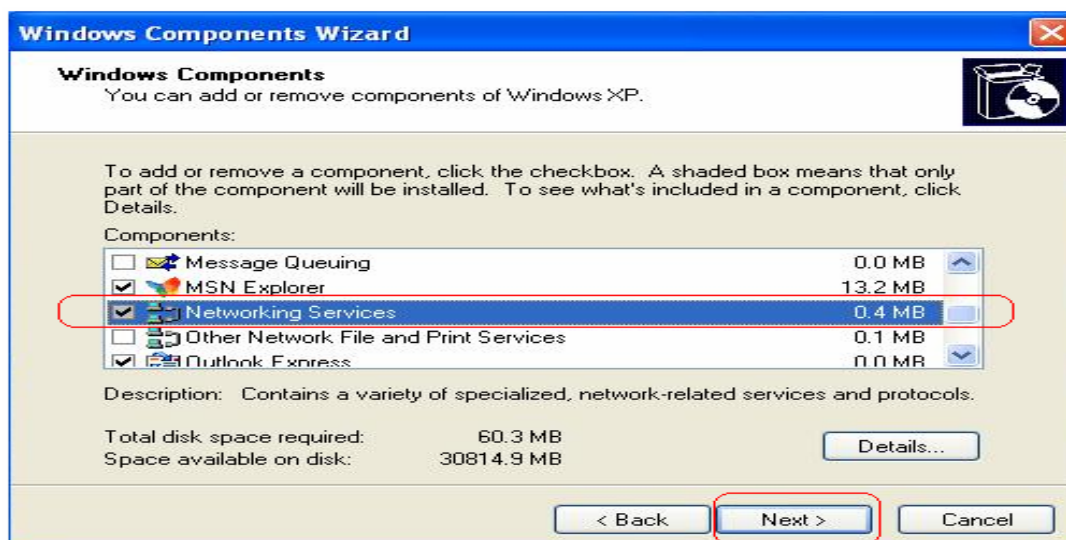 Windows Components Wizard
Windows Components
You can add or remove components of Windows XP.
To add or remove a component, click the checkbox. A shaded box means that only
part of the component will be installed. To see what's included in a component, click
Details.
Components:
Message Queuing 0.0 MB
MSN Explorer 13.2 MB
Networking Services 0.4 MB
Other Network File and Print Services 0.1 MB
Outlook Express 0.0 MB
Description: Contains a variety of specialized, network-related services and protocols.
Total disk space required: 60.3 MB
Space available on disk: 30814.9 MB
Details...
< Back Next > Cancel